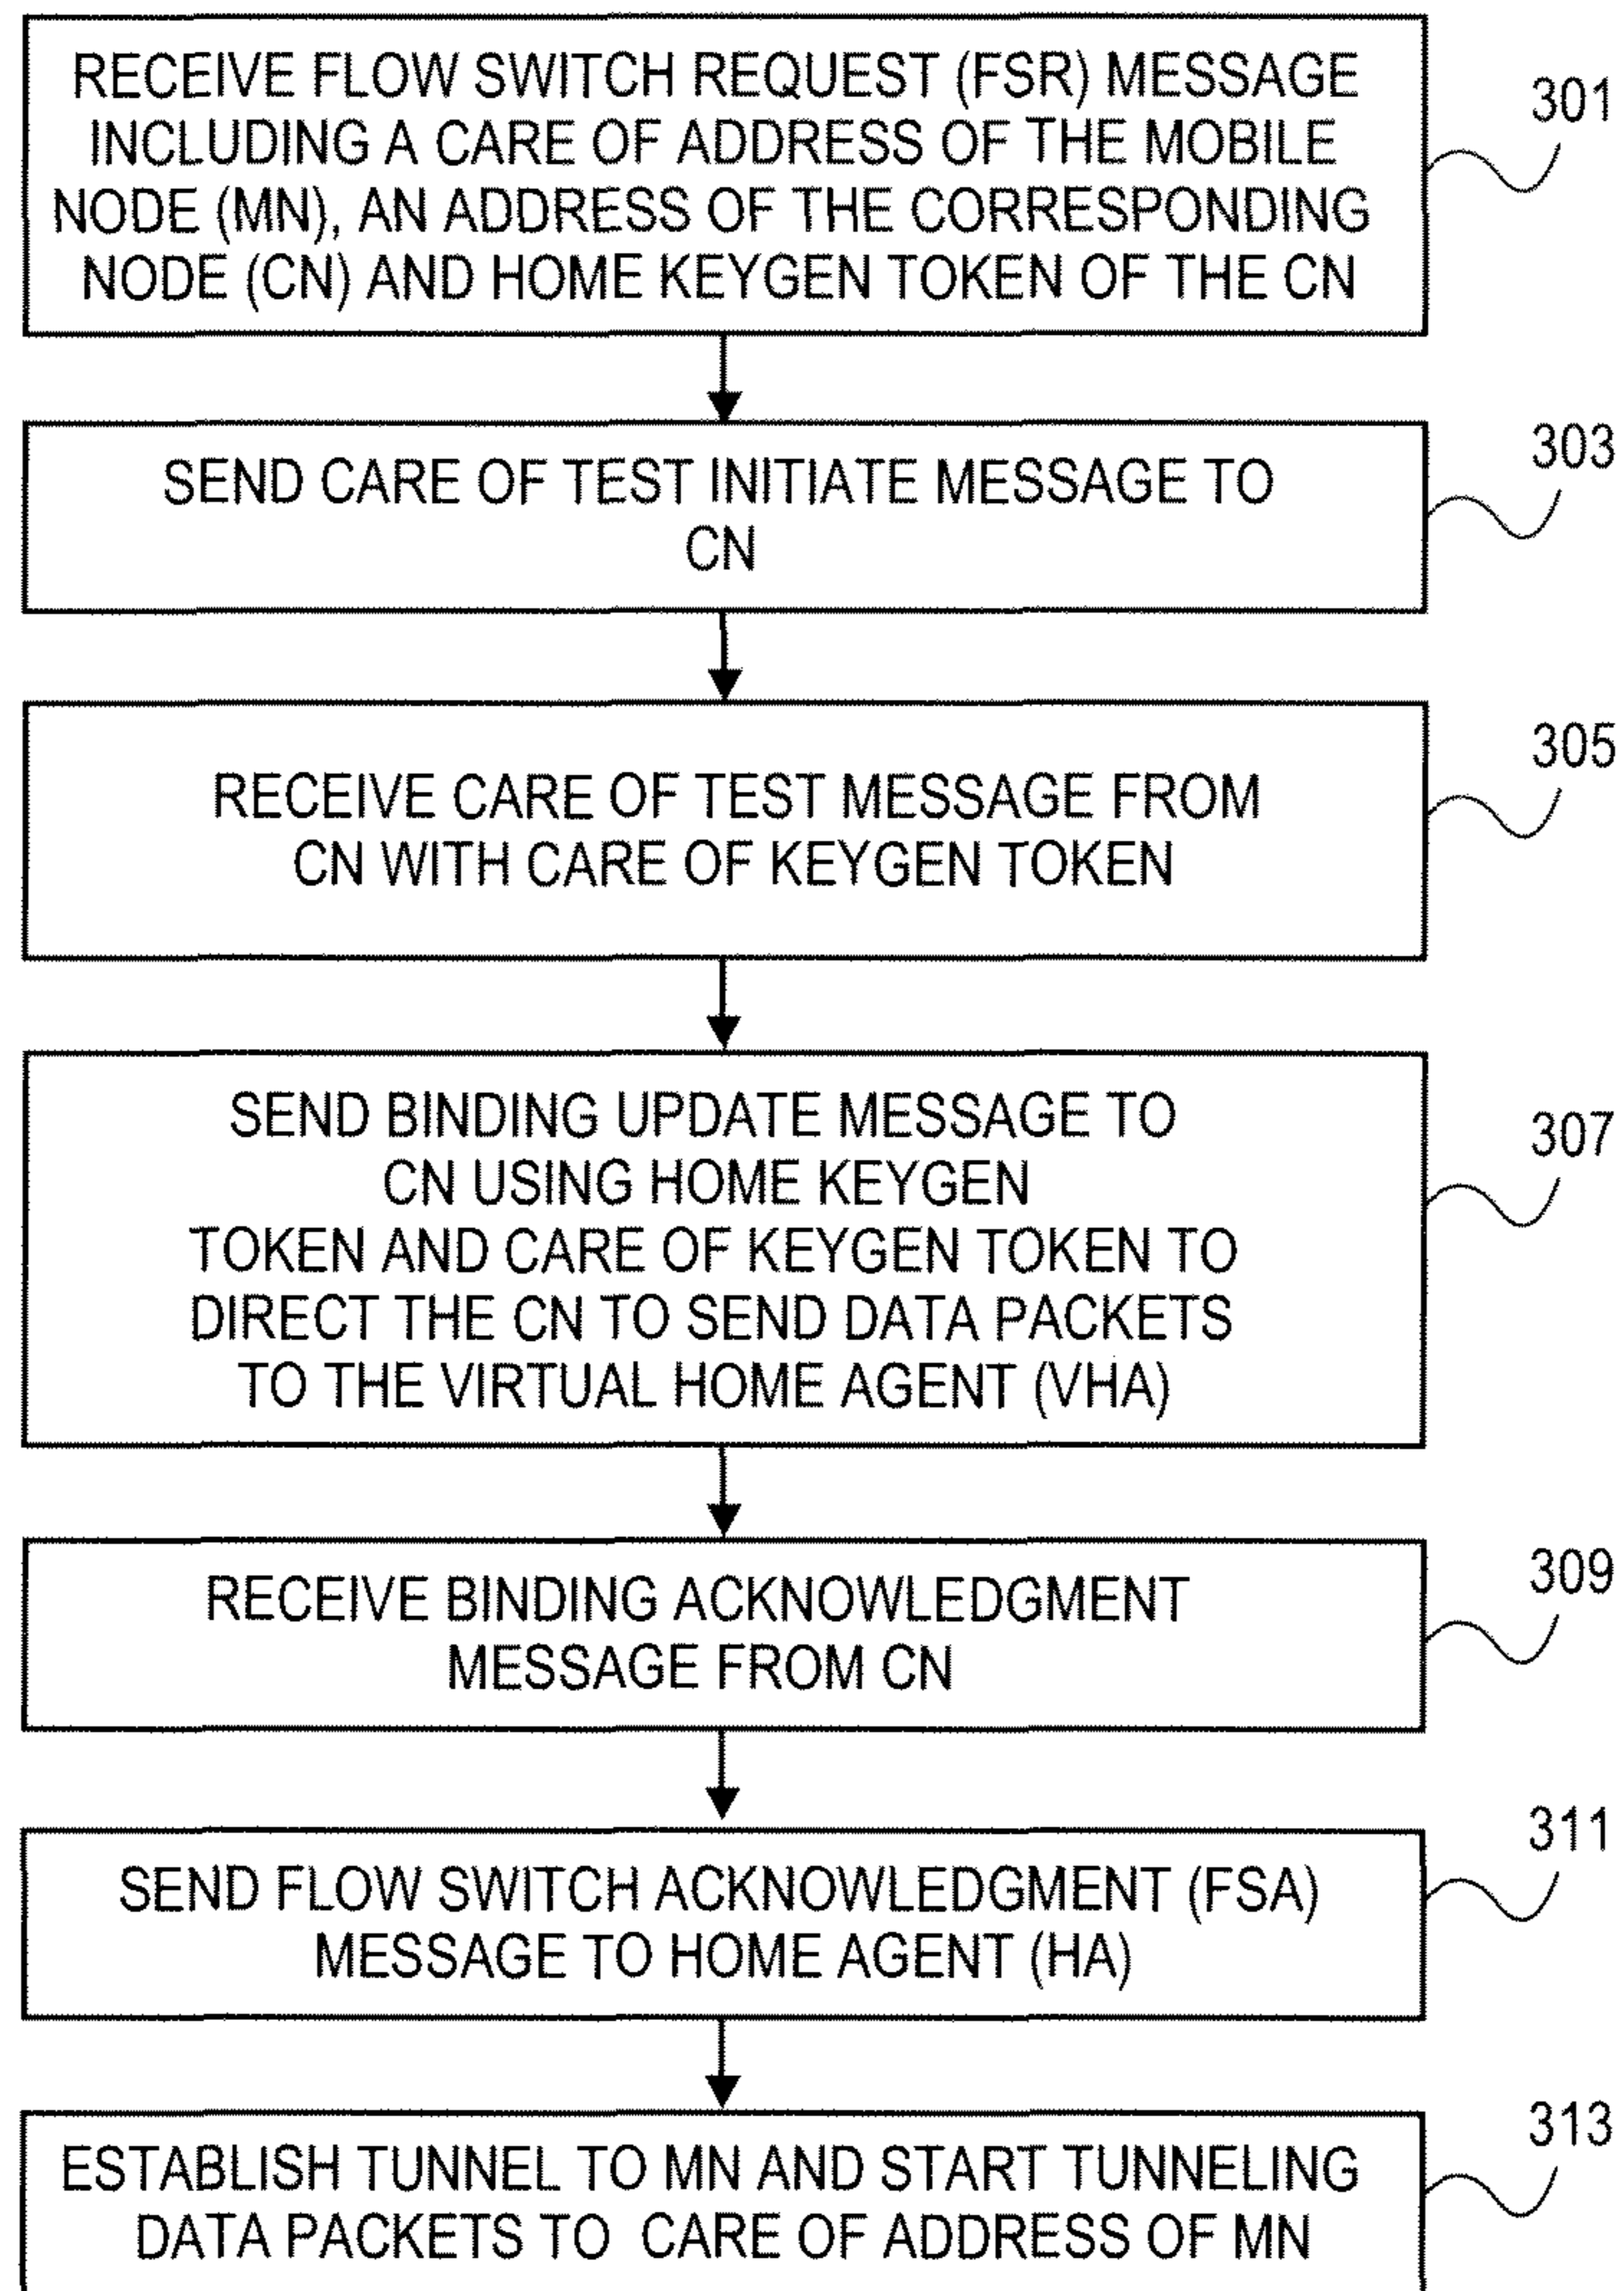 RECEIVE FLOW SWITCH REQUEST (FSR) MESSAGE
INCLUDING A CARE OF ADDRESS OF THE MOBILE
NODE (MN), AN ADDRESS OF THE CORRESPONDING
NODE (CN) AND HOME KEYGEN TOKEN OF THE CN
301
SEND CARE OF TEST INITIATE MESSAGE TO
CN
303
RECEIVE CARE OF TEST MESSAGE FROM
CN WITH CARE OF KEYGEN TOKEN
305
SEND BINDING UPDATE MESSAGE TO
CN USING HOME KEYGEN
TOKEN AND CARE OF KEYGEN TOKEN TO
DIRECT THE CN TO SEND DATA PACKETS
TO THE VIRTUAL HOME AGENT (VHA)
307
RECEIVE BINDING ACKNOWLEDGMENT
MESSAGE FROM CN
309
SEND FLOW SWITCH ACKNOWLEDGMENT (FSA)
MESSAGE TO HOME AGENT (HA)
311
ESTABLISH TUNNEL TO MN AND START TUNNELING
DATA PACKETS TO CARE OF ADDRESS OF MN
313